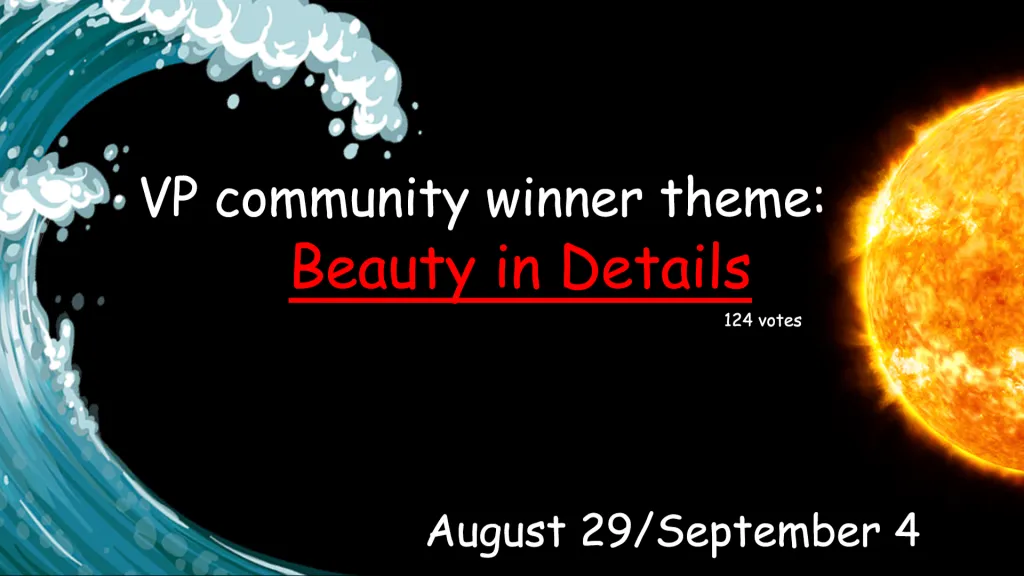 VP community winner theme:
Beauty in Details
124 votes
August 29/September 4